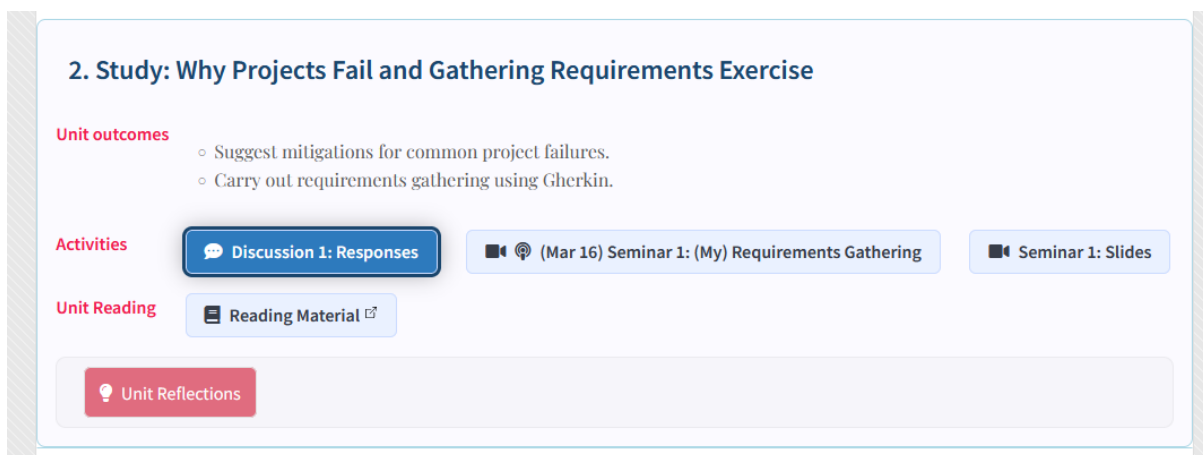 2. Study: Why Projects Fail and Gathering Requirements Exercise
Unit outcomes
Suggest mitigations for common project failures.
Carry out requirements gathering using Gherkin.
Activities
Discussion 1: Responses
(Mar 16) Seminar 1: (My) Requirements Gathering
Seminar 1: Slides
Unit Reading
Reading Material
Unit Reflections